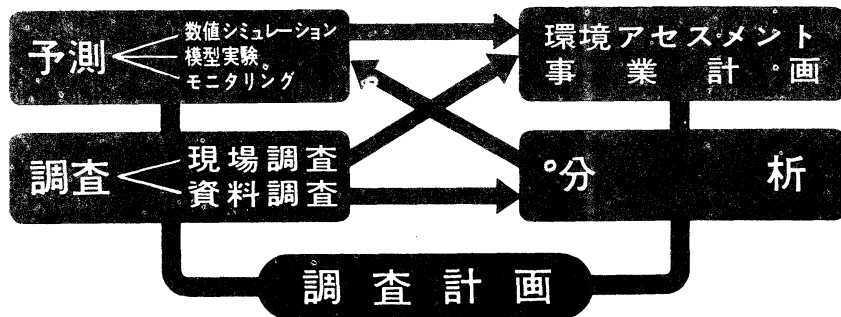 予測
数値シミュレーション
模型実験
モニタリング
環境アセスメント
事業計画
調査
現場調査
資料調査
分析
調査計画